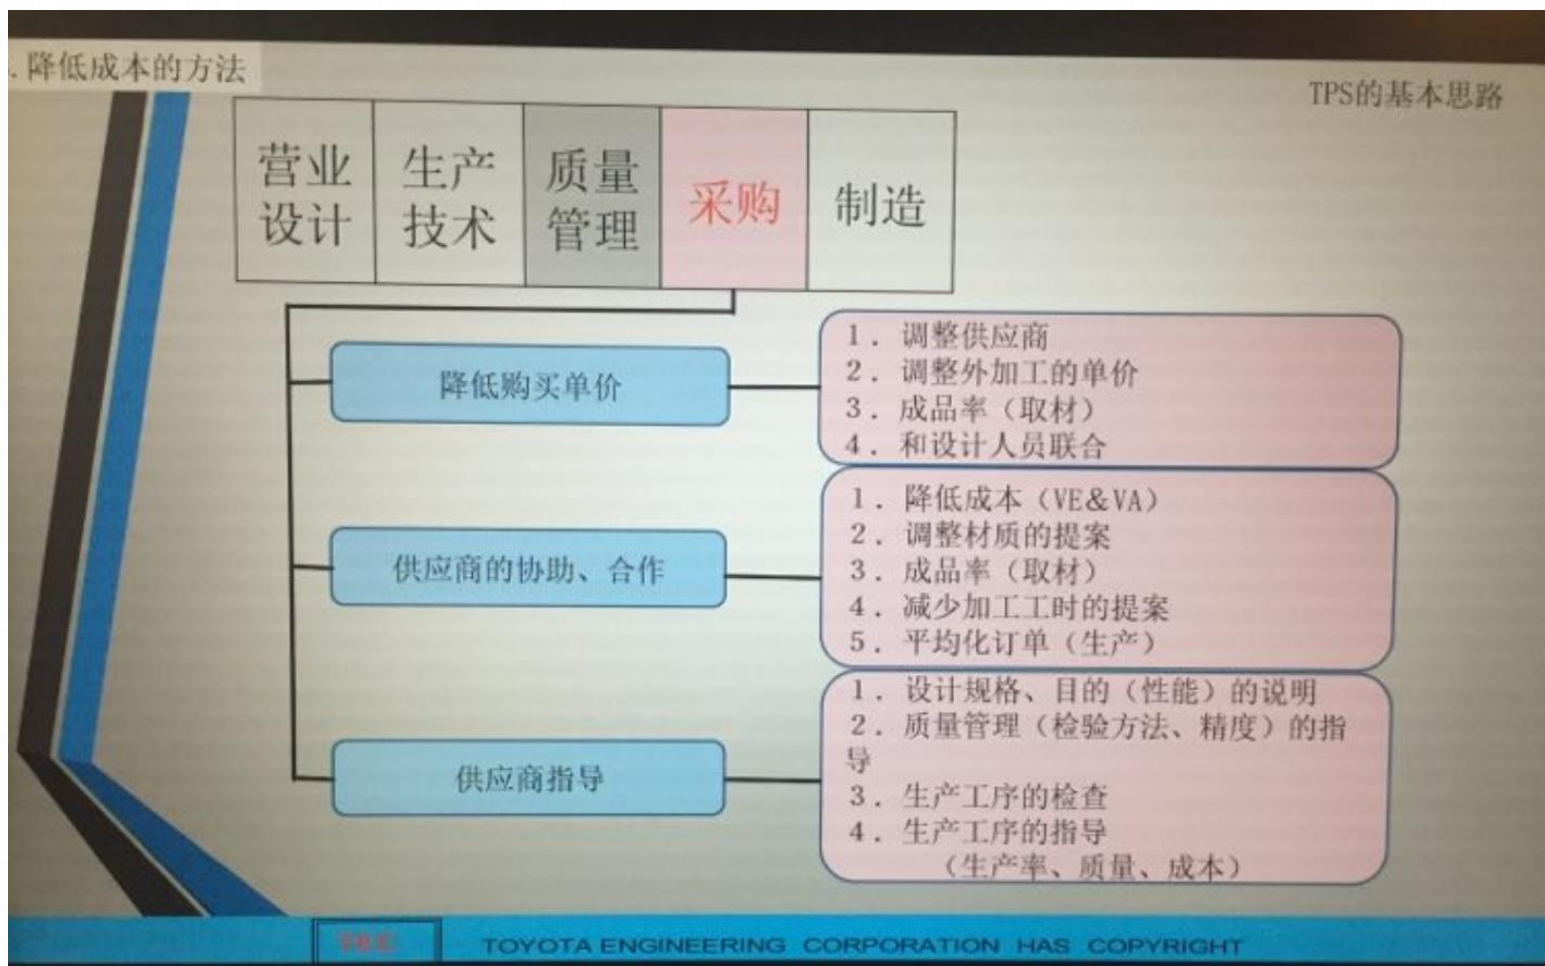 . 降低成本的方法
TPS的基本思路
营业
设计
生产
技术
质量
管理
采购
制造
降低购买单价
1. 调整供应商
2. 调整外加工的单价
3. 成品率（取材）
4. 和设计人员联合
供应商的协助、合作
1. 降低成本（VE&VA）
2. 调整材质的提案
3. 成品率（取材）
4. 减少加工工时的提案
5. 平均化订单（生产）
供应商指导
1. 设计规格、目的（性能）的说明
2. 质量管理（检验方法、精度）的指
导
3. 生产工序的检查
4. 生产工序的指导
（生产率、质量、成本）
TEC
TOYOTA ENGINEERING CORPORATION HAS COPYRIGHT